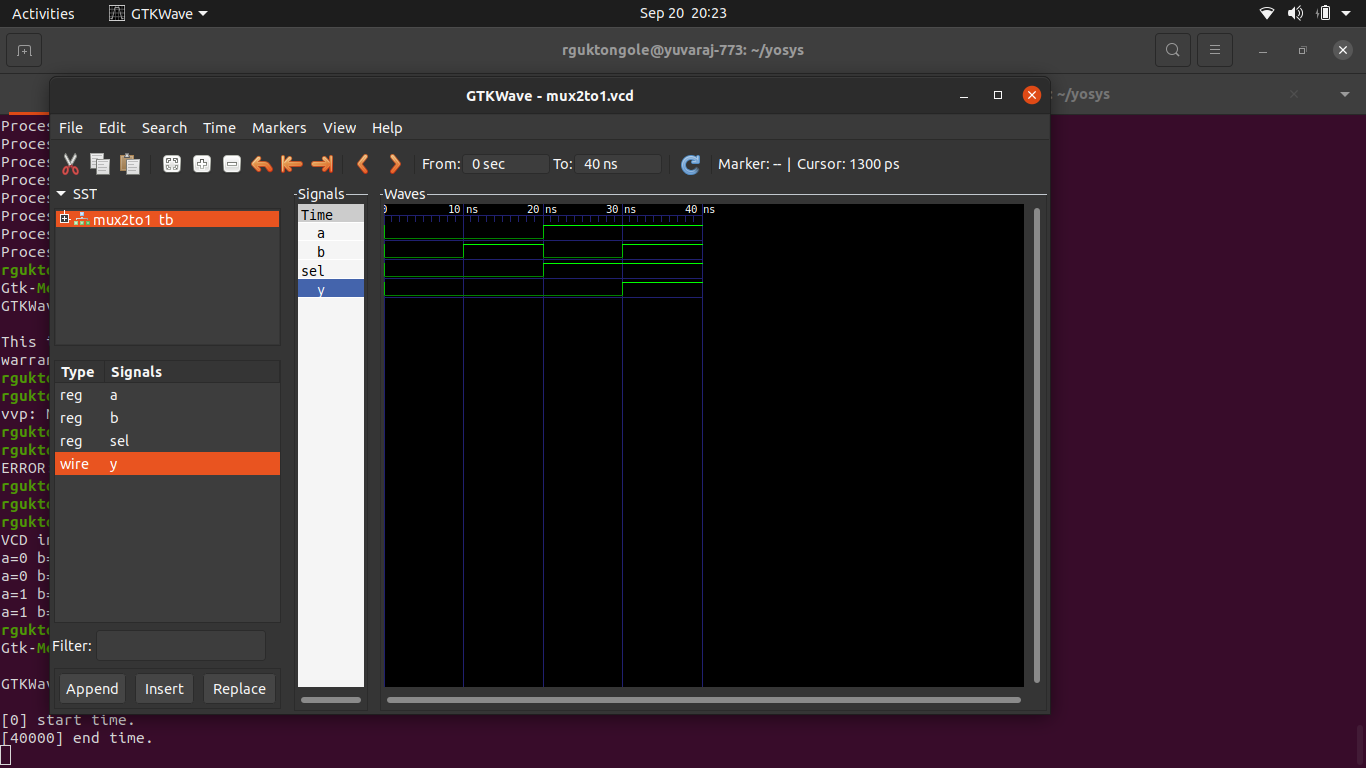 Activities GTKWave Sep 20 20:23
rguktongole@yuvaraj-773: ~/yosys
: ~/yosys
GTKWave - mux2to1.vcd
File Edit Search Time Markers View Help
From: 0 sec To: 40 ns Marker: -- | Cursor: 1300 ps
SST
mux2to1_tb
Type Signals
reg a
reg b
reg sel
wire y
Filter:
Append Insert Replace
Signals
Time
a
b
sel
y
Waves
0 10 ns 20 ns 30 ns 40 ns
Proces
Proces
Proces
Proces
Proces
Proces
Proces
Proces
rgukto
Gtk-Me
GTKWav
This
warran
rgukto
rgukto
vvp:
rgukto
rgukto
ERROR
rgukto
rgukto
rgukto
VCD in
a=0 b=
a=0 b=
a=1 b=
a=1 b=
rgukto
Gtk-Me
GTKWav
[0] start time.
[40000] end time.